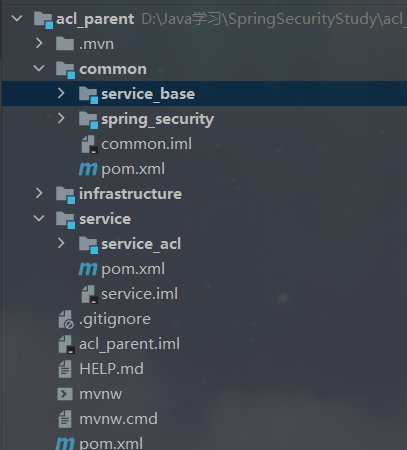 acl_parent D:\Java学习\SpringSecurityStudy\acl_
.mvn
common
service_base
spring_security
common.iml
pom.xml
infrastructure
service
service_acl
pom.xml
service.iml
.gitignore
acl_parent.iml
HELP.md
mvnw
mvnw.cmd
pom.xml